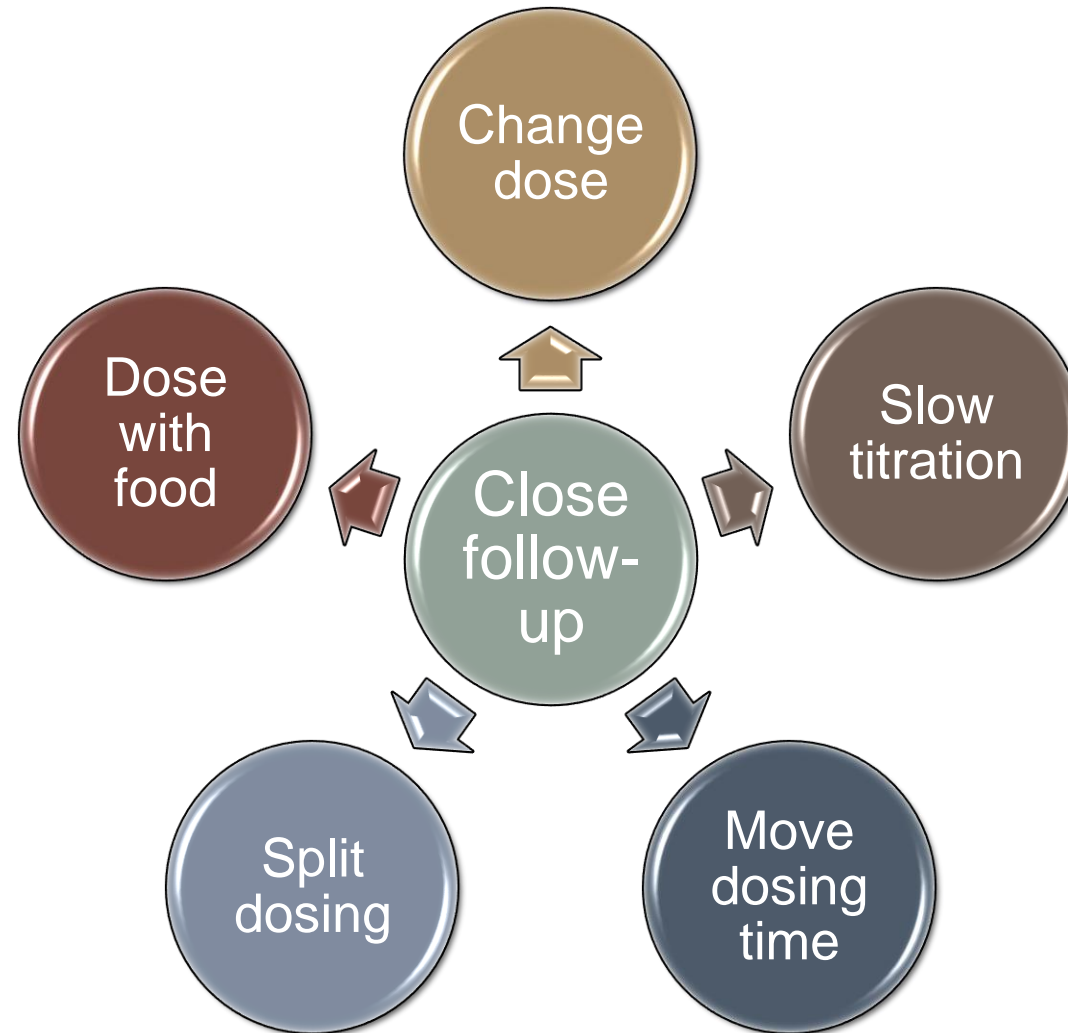 Change
dose
Dose
with
food
Slow
titration
Close
follow-
up
Split
dosing
Move
dosing
time